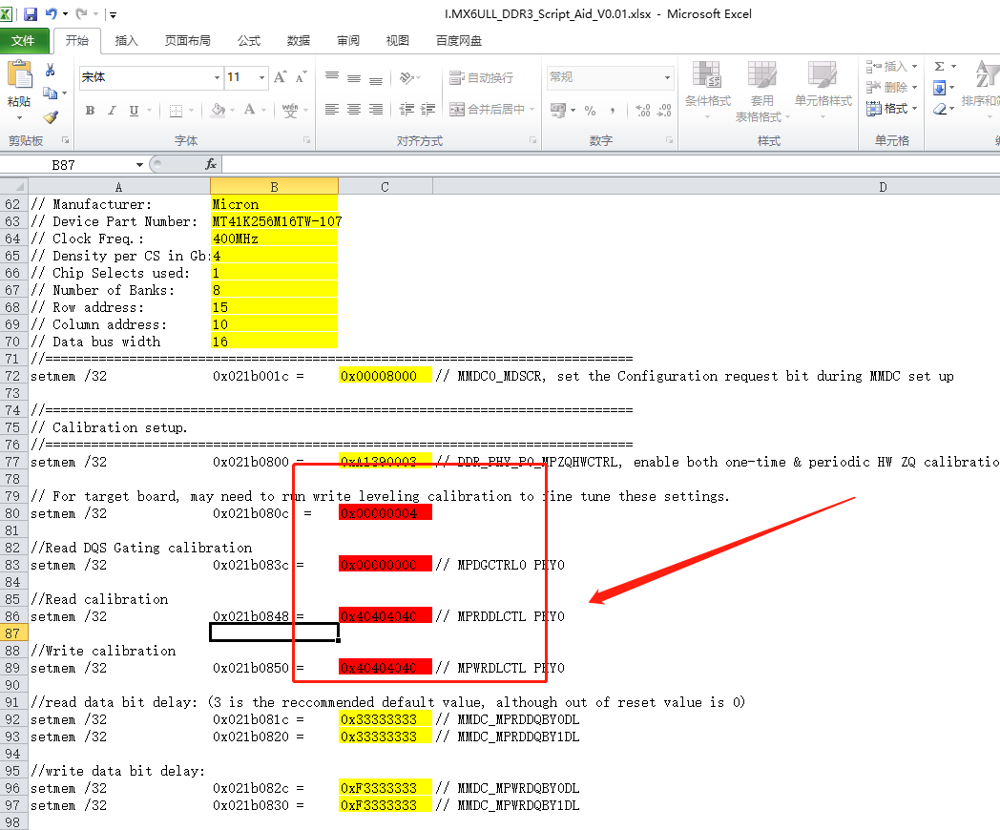 I.MX6ULL_DDR3_Script_Aid_V0.01.xlsx - Microsoft Excel
文件 开始 插入 页面布局 公式 数据 审阅 视图 百度网盘
宋体 11 A A 自动换行 常规 插入 Σ
粘贴 B I U A 合并后居中 % , 条件格式 套用表格格式 单元格样式 删除 格式 排序和
剪贴板 字体 对齐方式 数字 样式 单元格
B87 fx
A B C D
62 // Manufacturer: Micron
63 // Device Part Number: MT41K256M16TW-107
64 // Clock Freq.: 400MHz
65 // Density per CS in Gb: 4
66 // Chip Selects used: 1
67 // Number of Banks: 8
68 // Row address: 15
69 // Column address: 10
70 // Data bus width 16
71 //=============================================================================
72 setmem /32 0x021b001c = 0x00008000 // MMDC0_MDSCR, set the Configuration request bit during MMDC set up
73
74 //=============================================================================
75 // Calibration setup.
76 //=============================================================================
77 setmem /32 0x021b0800 = 0xA1390003 // DDR_PHY_P0_MPZQHWCTRL, enable both one-time & periodic HW ZQ calibratio
78
79 // For target board, may need to run write leveling calibration to fine tune these settings.
80 setmem /32 0x021b080c = 0x00000004
81
82 //Read DQS Gating calibration
83 setmem /32 0x021b083c = 0x00000000 // MPDGCTRL0 PHY0
84
85 //Read calibration
86 setmem /32 0x021b0848 = 0x40404040 // MPRDDLCTL PHY0
87
88 //Write calibration
89 setmem /32 0x021b0850 = 0x40404040 // MPWRDLCTL PHY0
90
91 //read data bit delay: (3 is the reccommended default value, although out of reset value is 0)
92 setmem /32 0x021b081c = 0x33333333 // MMDC_MPRDDQBY0DL
93 setmem /32 0x021b0820 = 0x33333333 // MMDC_MPRDDQBY1DL
94
95 //write data bit delay:
96 setmem /32 0x021b082c = 0xF3333333 // MMDC_MPWRDQBY0DL
97 setmem /32 0x021b0830 = 0xF3333333 // MMDC_MPWRDQBY1DL
98